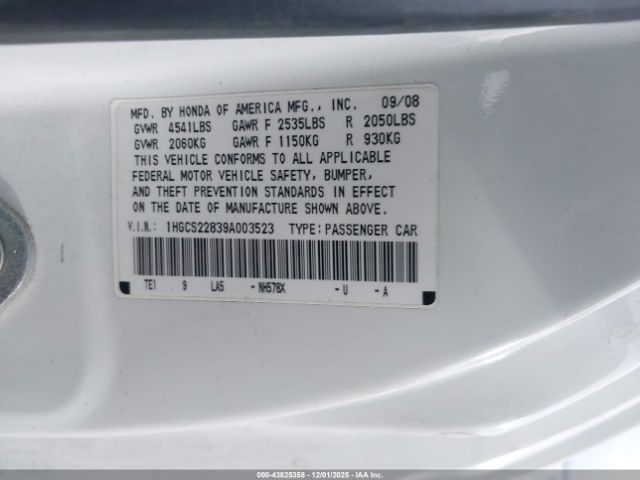 MFD. BY HONDA OF AMERICA MFG., INC. 09/08
GVWR 4541LBS GAWR F 2535LBS R 2050LBS
GVWR 2060KG GAWR F 1150KG R 930KG
THIS VEHICLE CONFORMS TO ALL APPLICABLE
FEDERAL MOTOR VEHICLE SAFETY, BUMPER,
AND THEFT PREVENTION STANDARDS IN EFFECT
ON THE DATE OF MANUFACTURE SHOWN ABOVE.
V.I.N.: 1HGCS22839A003523 TYPE: PASSENGER CAR
TE1 9 LA5 -NH578X -U -A
000-43825358 - 12/01/2025 - IAA Inc.